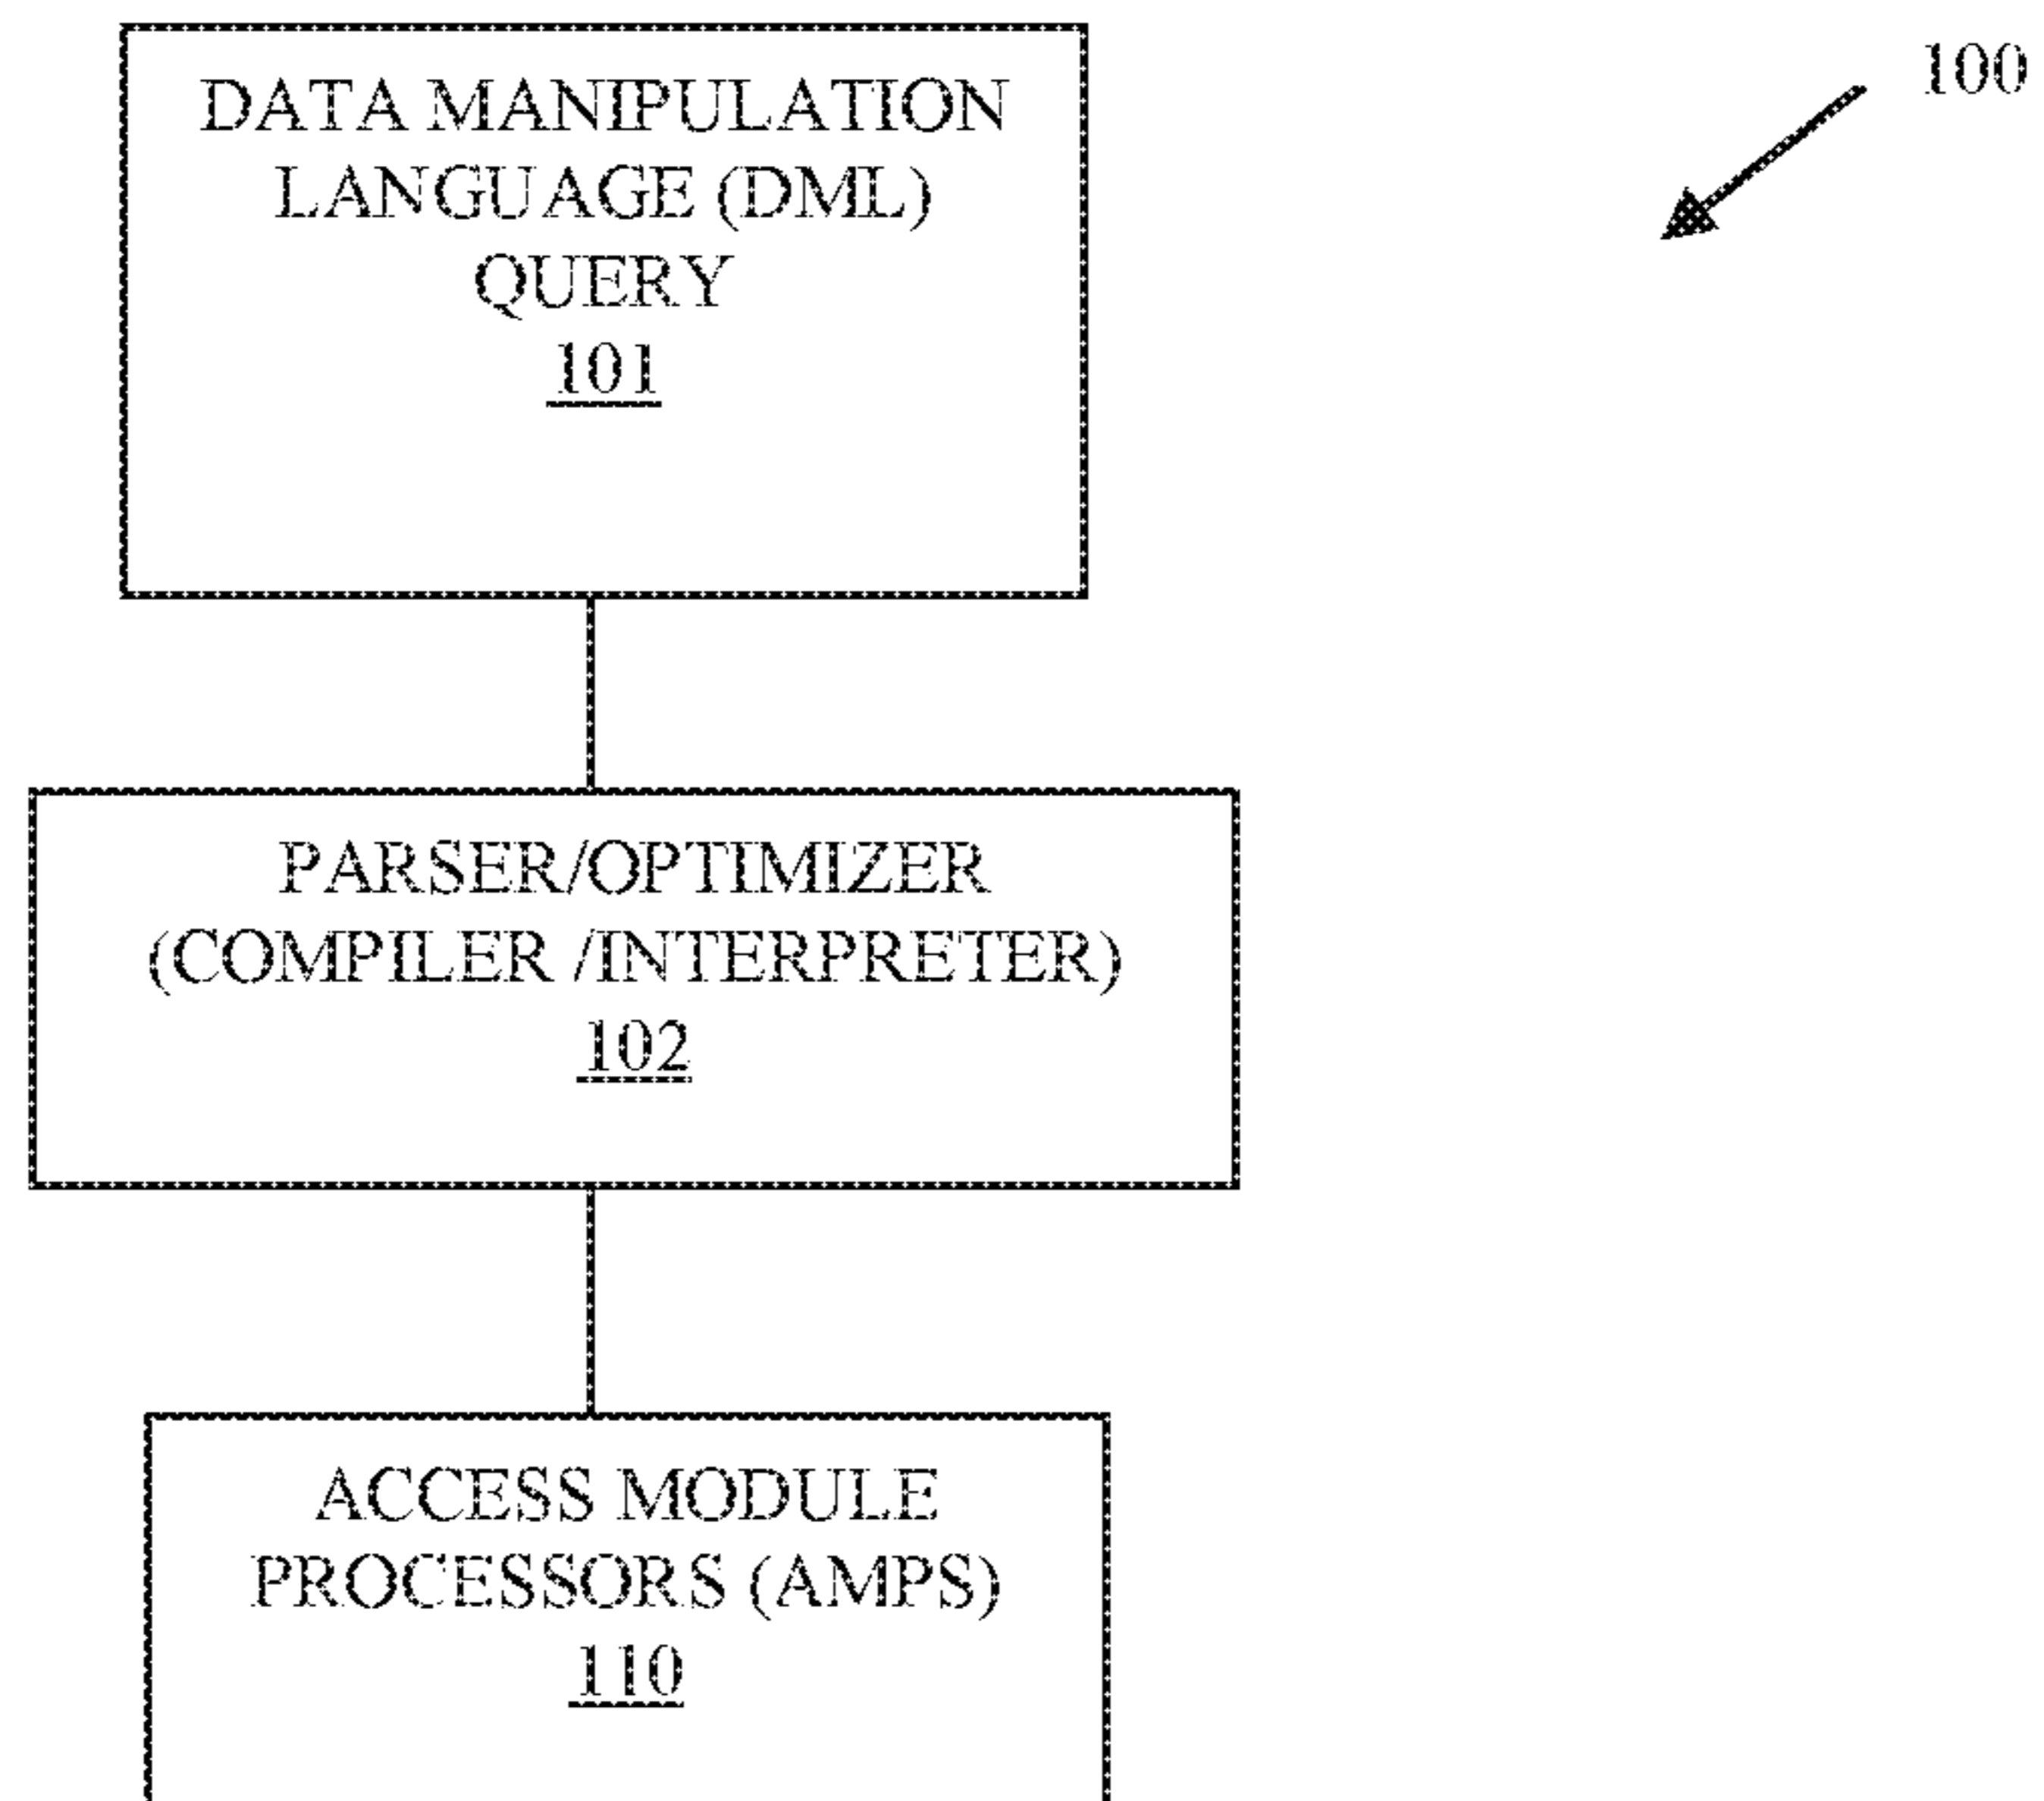 100
DATA MANIPULATION
LANGUAGE (DML)
QUERY
101
PARSER/OPTIMIZER
(COMPILER /INTERPRETER)
102
ACCESS MODULE
PROCESSORS (AMPS)
110